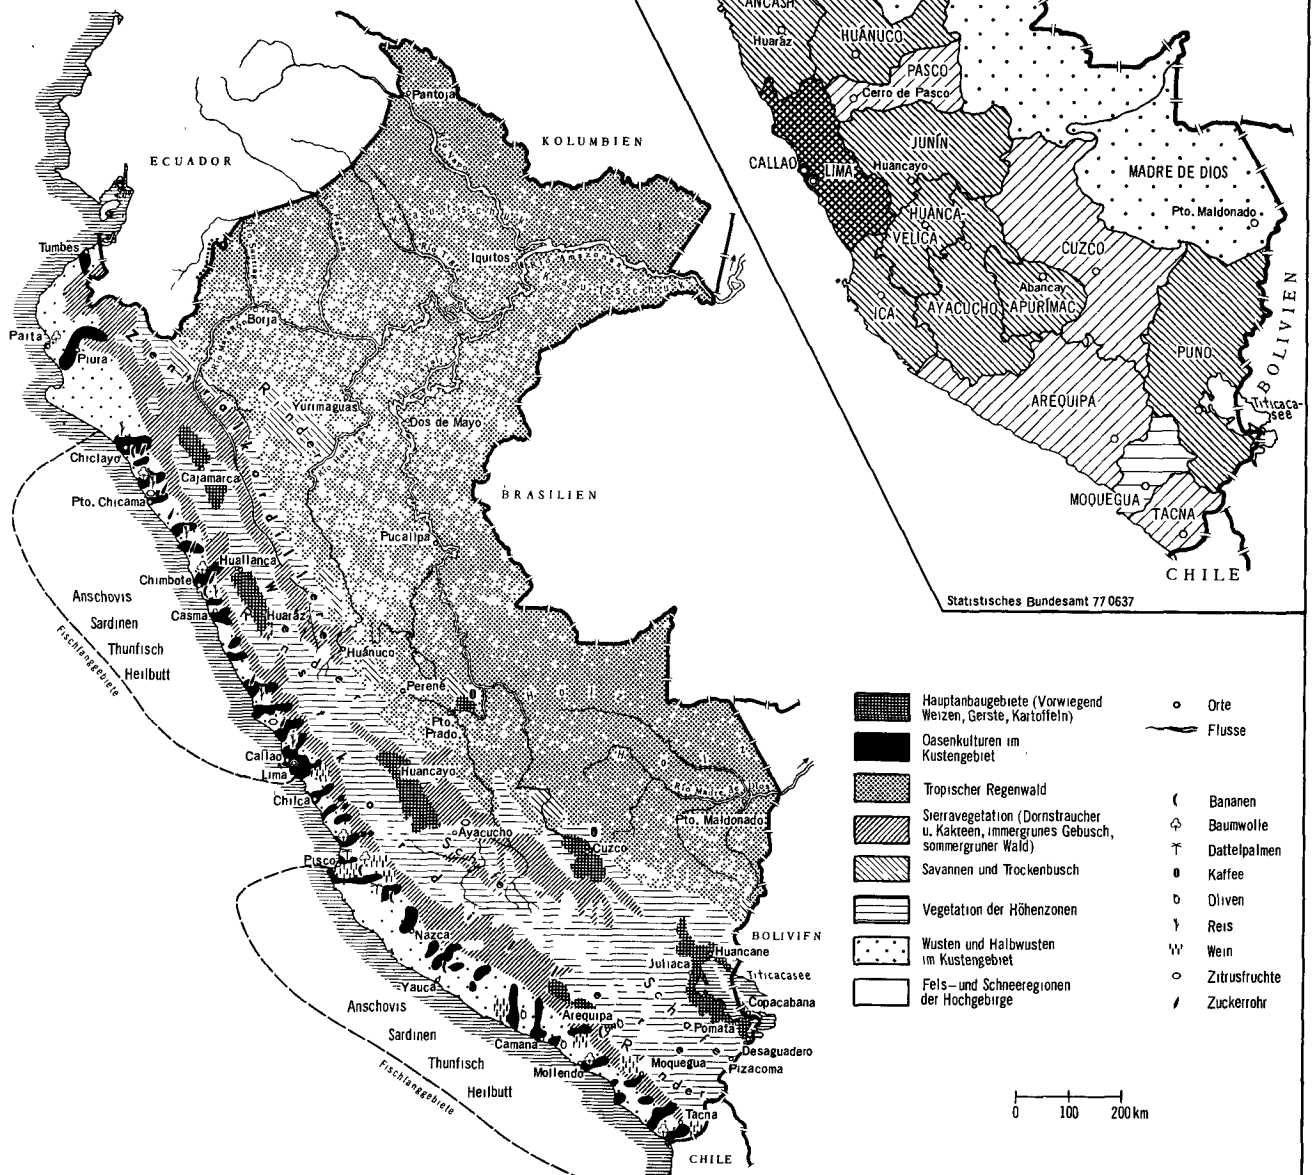 ANCASH
Huaráz
HUÁNUCO
PASCO
Cerro de Pasco
JUNÍN
Huancayo
CALLAO
LIMA
HUANCA-
VELICA
MADRE DE DIOS
Pto. Maldonado
CUZCO
Abancay
APURÍMAC
AYACUCHO
ICA
PUNO
AREQUIPA
MOQUEGUA
TACNA
BOLIVIEN
Titicaca-
see
CHILE
Statistisches Bundesamt 77 0637
ECUADOR
KOLUMBIEN
BRASILIEN
BOLIVIEN
CHILE
Pantoja
Tumbes
Iquitos
Paita
Piura
Borja
Yurimaguas
Dos de Mayo
Chiclayo
Cajamarca
Pto. Chicama
Pucallpa
Huallanca
Chimbote
Casma
Huaráz
Huánuco
Perené
Pto.
Prado
Callao
Lima
Huancayo
Chilca
Ayacucho
Río Madre de Dios
Pto. Maldonado
Cuzco
Pisco
Nazca
Yauca
Juliaca
Huancane
Titicacasee
Copacabana
Arequipa
Pomata
Camaná
Desaguadero
Mollendo
Moquegua
Pizacoma
Tacna
Anschovis
Sardinen
Thunfisch
Heilbutt
Fischfanggebiete
Anschovis
Sardinen
Thunfisch
Heilbutt
Fischfanggebiete
Hauptanbaugebiete (Vorwiegend
Weizen, Gerste, Kartoffeln)
Oasenkulturen im
Kustengebiet
Tropischer Regenwald
Sierravegetation (Dornstraucher
u. Kakteen, immergrunes Gebusch,
sommergruner Wald)
Savannen und Trockenbusch
Vegetation der Höhenzonen
Wusten und Halbwusten
im Kustengebiet
Fels- und Schneeregionen
der Hochgebirge
Orte
Flusse
Bananen
Baumwolle
Dattelpalmen
Kaffee
Oliven
Reis
Wein
Zitrusfruchte
Zuckerrohr
0 100 200 km